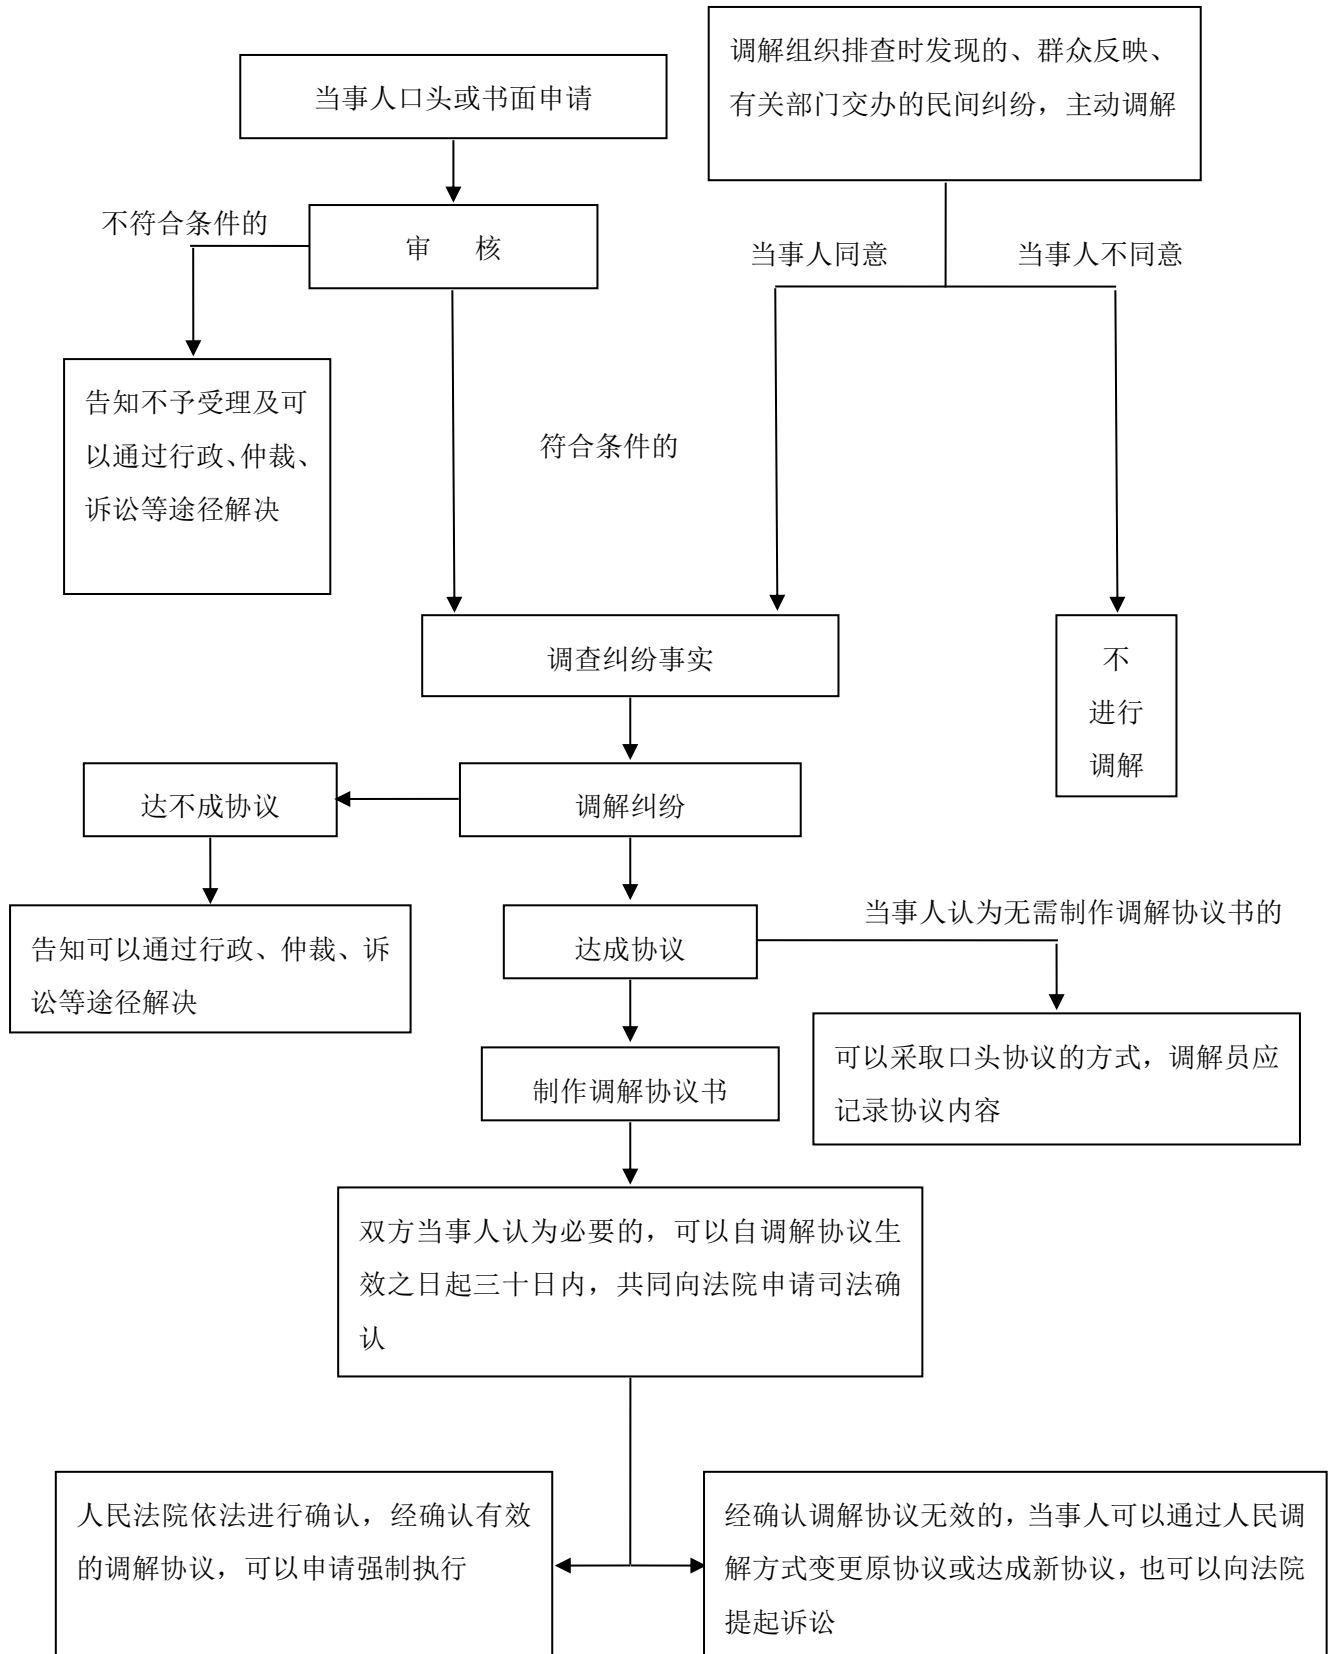 当事人口头或书面申请
调解组织排查时发现的、群众反映、
有关部门交办的民间纠纷，主动调解
不符合条件的
审 核
当事人同意
当事人不同意
告知不予受理及可
以通过行政、仲裁、
诉讼等途径解决
符合条件的
调查纠纷事实
不
进行
调解
达不成协议
调解纠纷
告知可以通过行政、仲裁、诉
讼等途径解决
达成协议
当事人认为无需制作调解协议书的
可以采取口头协议的方式，调解员应
记录协议内容
制作调解协议书
双方当事人认为必要的，可以自调解协议生
效之日起三十日内，共同向法院申请司法确
认
人民法院依法进行确认，经确认有效
的调解协议，可以申请强制执行
经确认调解协议无效的，当事人可以通过人民调
解方式变更原协议或达成新协议，也可以向法院
提起诉讼